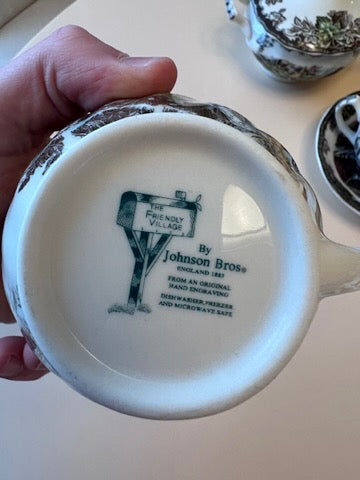 THE
FRIENDLY
VILLAGE
By
Johnson Bros®
ENGLAND 1883
FROM AN ORIGINAL
HAND ENGRAVING
DISHWASHER, FREEZER
AND MICROWAVE SAFE